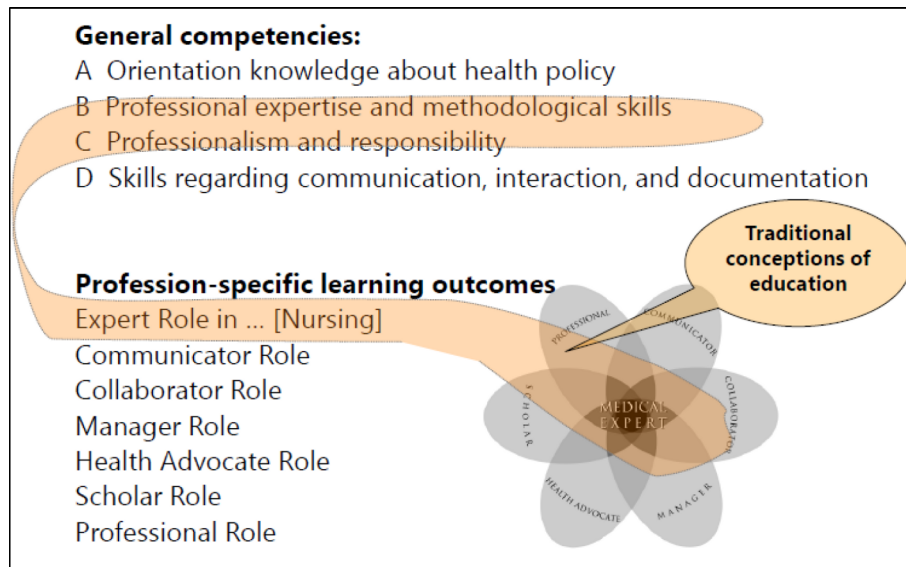 General competencies:
A Orientation knowledge about health policy
B Professional expertise and methodological skills
C Professionalism and responsibility
D Skills regarding communication, interaction, and documentation
Traditional
conceptions of
education
Profession-specific learning outcomes
Expert Role in ... [Nursing]
Communicator Role
Collaborator Role
Manager Role
Health Advocate Role
Scholar Role
Professional Role
PROFESSIONAL
COMMUNICATOR
SCHOLAR
MEDICAL
EXPERT
COLLABORATOR
HEALTH ADVOCATE
MANAGER